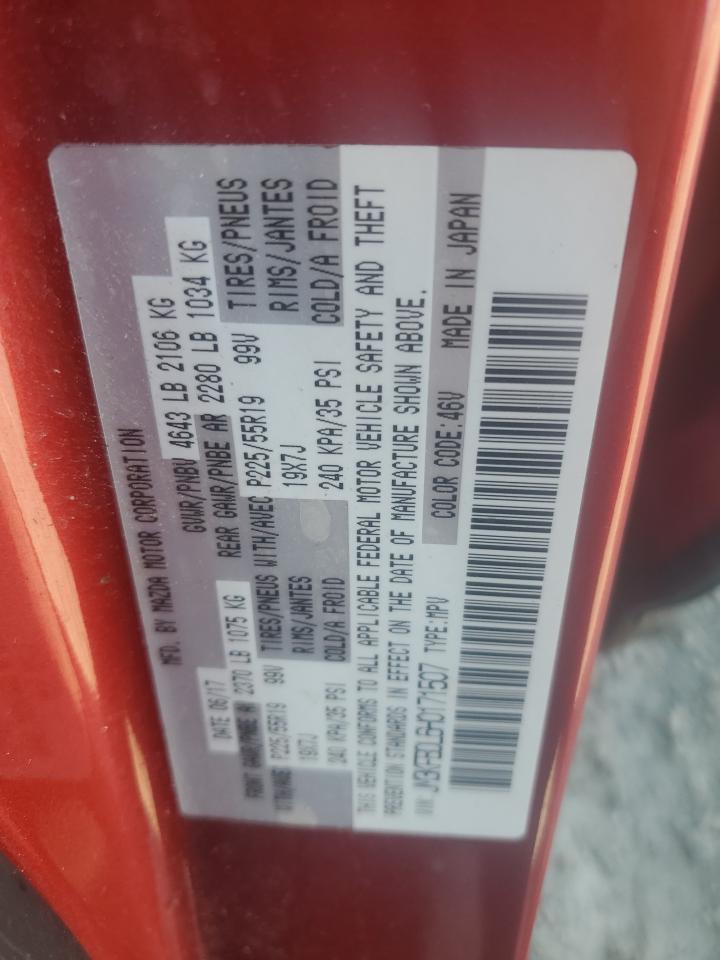 MFD. BY MAZDA MOTOR CORPORATION
DATE 06/17 GVWR/PNBV 4643 LB 2106 KG
FRONT GAWR/PNBE AV 2370 LB 1075 KG REAR GAWR/PNBE AR 2280 LB 1034 KG
WITH/AVEC P225/55R19 99V TIRES/PNEUS WITH/AVEC P225/55R19 99V TIRES/PNEUS
19X7J RIMS/JANTES 19X7J RIMS/JANTES
240 KPA/35 PSI COLD/A FROID 240 KPA/35 PSI COLD/A FROID
THIS VEHICLE CONFORMS TO ALL APPLICABLE FEDERAL MOTOR VEHICLE SAFETY AND THEFT
PREVENTION STANDARDS IN EFFECT ON THE DATE OF MANUFACTURE SHOWN ABOVE.
VIN: JM3KFBDL6H0171507 TYPE:MPV COLOR CODE:46V MADE IN JAPAN